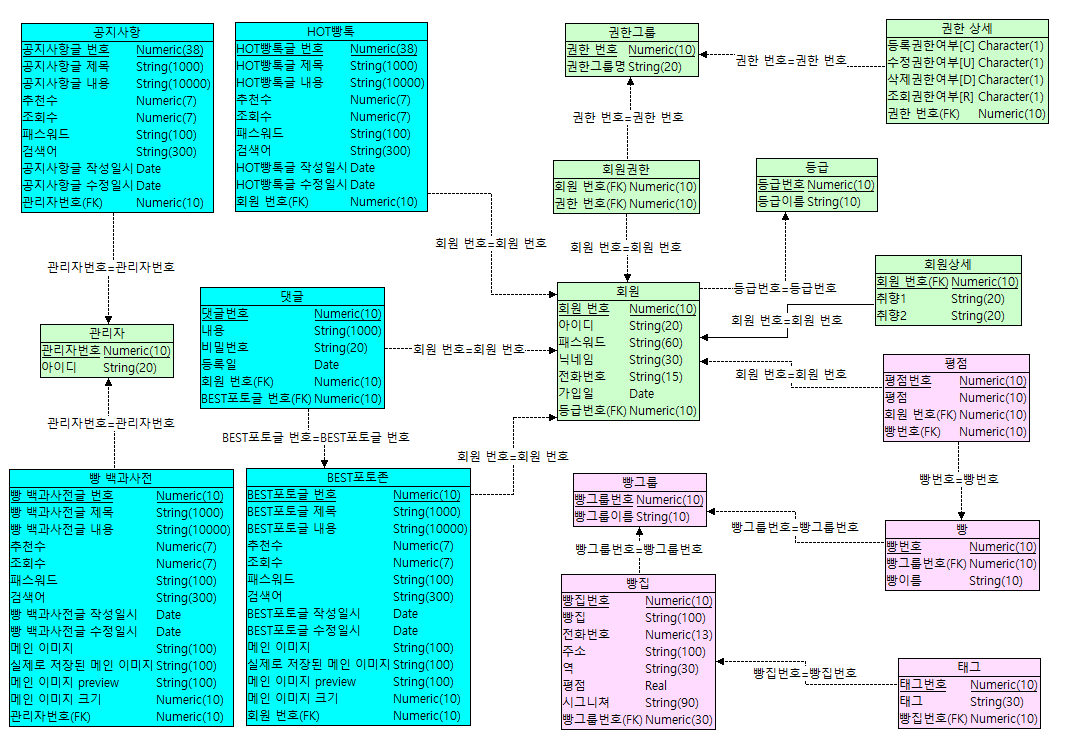 공지사항
공지사항글 번호 Numeric(38)
공지사항글 제목 String(1000)
공지사항글 내용 String(10000)
추천수 Numeric(7)
조회수 Numeric(7)
패스워드 String(100)
검색어 String(300)
공지사항글 작성일시 Date
공지사항글 수정일시 Date
관리자번호(FK) Numeric(10)
HOT빵톡
HOT빵톡글 번호 Numeric(38)
HOT빵톡글 제목 String(1000)
HOT빵톡글 내용 String(10000)
추천수 Numeric(7)
조회수 Numeric(7)
패스워드 String(100)
검색어 String(300)
HOT빵톡글 작성일시 Date
HOT빵톡글 수정일시 Date
회원 번호(FK) Numeric(10)
권한그룹
권한 번호 Numeric(10)
권한그룹명 String(20)
권한 번호=권한 번호
권한 상세
등록권한여부[C] Character(1)
수정권한여부[U] Character(1)
삭제권한여부[D] Character(1)
조회권한여부[R] Character(1)
권한 번호(FK) Numeric(10)
권한 번호=권한 번호
회원권한
회원 번호(FK) Numeric(10)
권한 번호(FK) Numeric(10)
등급
등급번호 Numeric(10)
등급이름 String(10)
회원 번호=회원 번호
회원 번호=회원 번호
관리자번호=관리자번호
회원상세
회원 번호(FK) Numeric(10)
취향1 String(20)
취향2 String(20)
등급번호=등급번호
회원 번호=회원 번호
회원
회원 번호 Numeric(10)
아이디 String(20)
패스워드 String(60)
닉네임 String(30)
전화번호 String(15)
가입일 Date
등급번호(FK) Numeric(10)
댓글
댓글번호 Numeric(10)
내용 String(1000)
비밀번호 String(20)
등록일 Date
회원 번호(FK) Numeric(10)
BEST포토글 번호(FK) Numeric(10)
회원 번호=회원 번호
관리자
관리자번호 Numeric(10)
아이디 String(20)
회원 번호=회원 번호
평점
평점번호 Numeric(10)
평점 Numeric(10)
회원 번호(FK) Numeric(10)
빵번호(FK) Numeric(10)
관리자번호=관리자번호
BEST포토글 번호=BEST포토글 번호
회원 번호=회원 번호
빵번호=빵번호
빵 백과사전
빵 백과사전글 번호 Numeric(10)
빵 백과사전글 제목 String(1000)
빵 백과사전글 내용 String(10000)
추천수 Numeric(7)
조회수 Numeric(7)
패스워드 String(100)
검색어 String(300)
빵 백과사전글 작성일시 Date
빵 백과사전글 수정일시 Date
메인 이미지 String(100)
실제로 저장된 메인 이미지 String(100)
메인 이미지 preview String(100)
메인 이미지 크기 Numeric(10)
관리자번호(FK) Numeric(10)
BEST포토존
BEST포토글 번호 Numeric(10)
BEST포토글 제목 String(1000)
BEST포토글 내용 String(10000)
추천수 Numeric(7)
조회수 Numeric(7)
패스워드 String(100)
검색어 String(300)
BEST포토글 작성일시 Date
BEST포토글 수정일시 Date
메인 이미지 String(100)
실제로 저장된 메인 이미지 String(100)
메인 이미지 preview String(100)
메인 이미지 크기 Numeric(10)
회원 번호(FK) Numeric(10)
빵그룹
빵그룹번호 Numeric(10)
빵그룹이름 String(10)
빵그룹번호=빵그룹번호
빵
빵번호 Numeric(10)
빵그룹번호(FK) Numeric(10)
빵이름 String(10)
빵그룹번호=빵그룹번호
빵집
빵집번호 Numeric(10)
빵집 String(100)
전화번호 Numeric(13)
주소 String(100)
역 String(30)
평점 Real
시그니쳐 String(90)
빵그룹번호(FK) Numeric(30)
빵집번호=빵집번호
태그
태그번호 Numeric(10)
태그 String(30)
빵집번호(FK) Numeric(10)